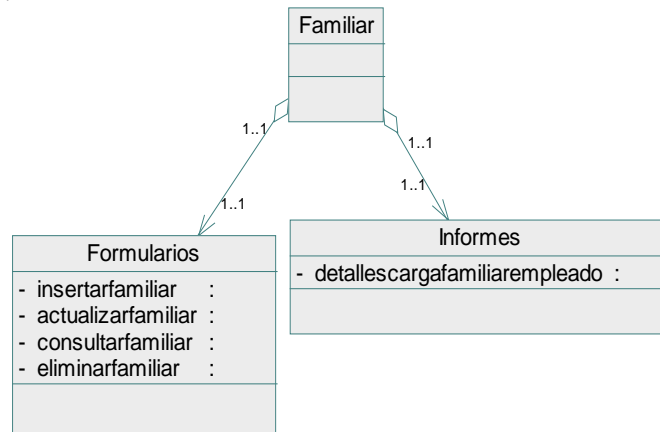 Familiar
1..1
1..1
1..1
1..1
Formularios
- insertarfamiliar :
- actualizarfamiliar :
- consultarfamiliar :
- eliminarfamiliar :
Informes
- detallescargafamiliarempleado :